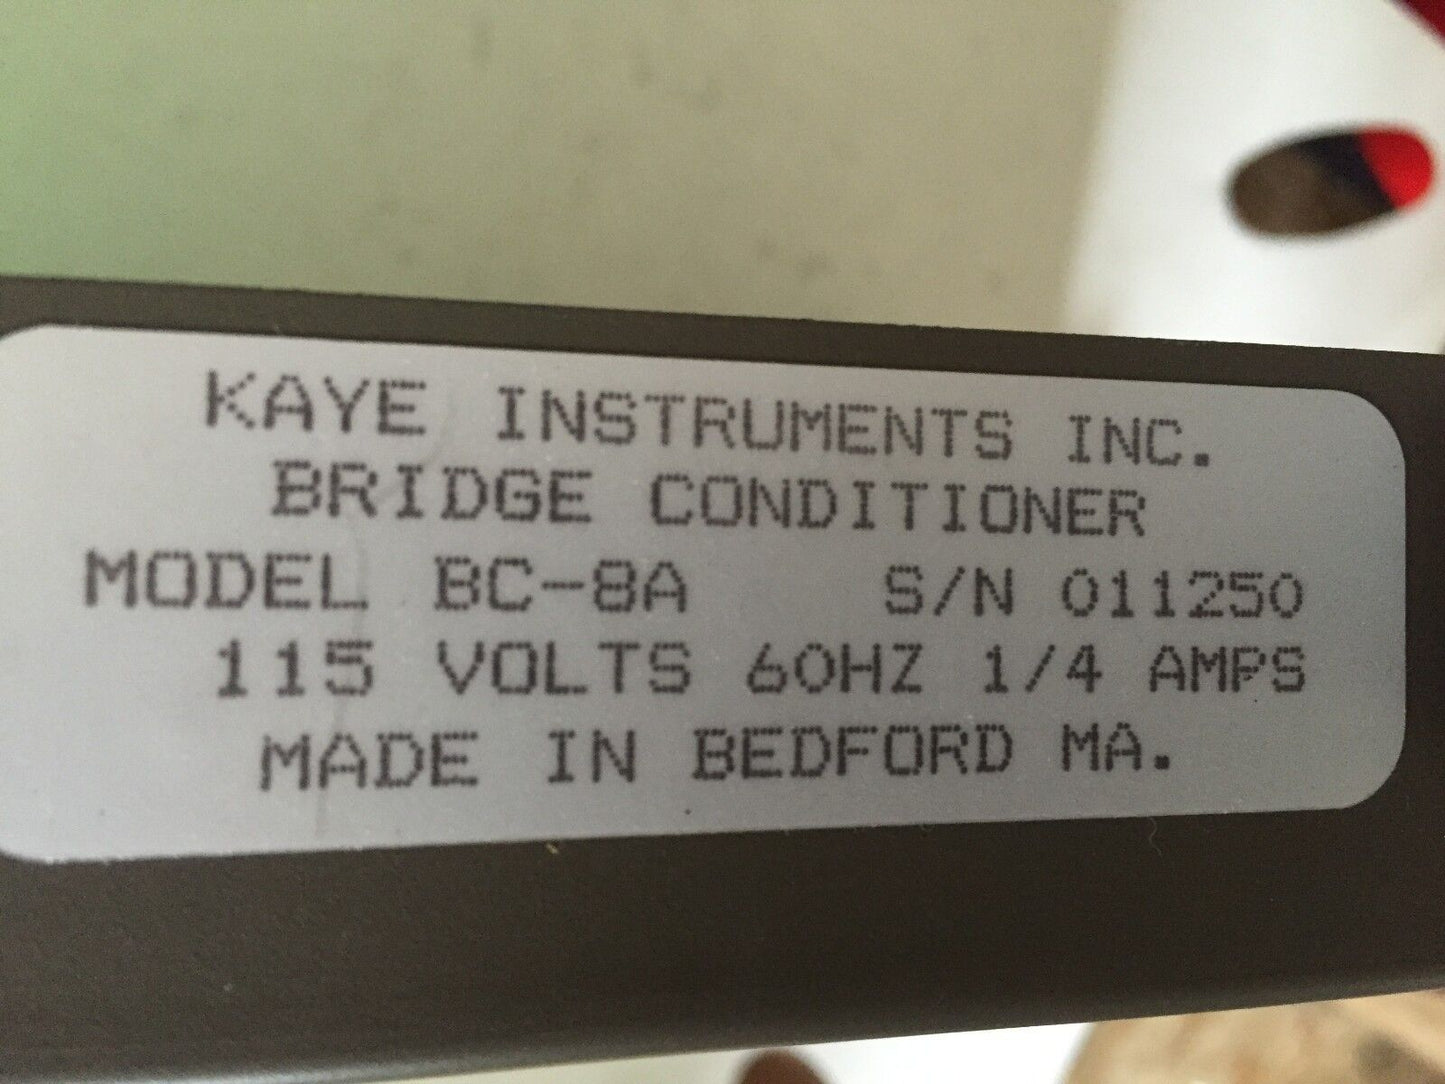 KAYE INSTRUMENTS INC.
BRIDGE CONDITIONER
MODEL BC-8A S/N 011250
115 VOLTS 60HZ 1/4 AMPS
MADE IN BEDFORD MA.